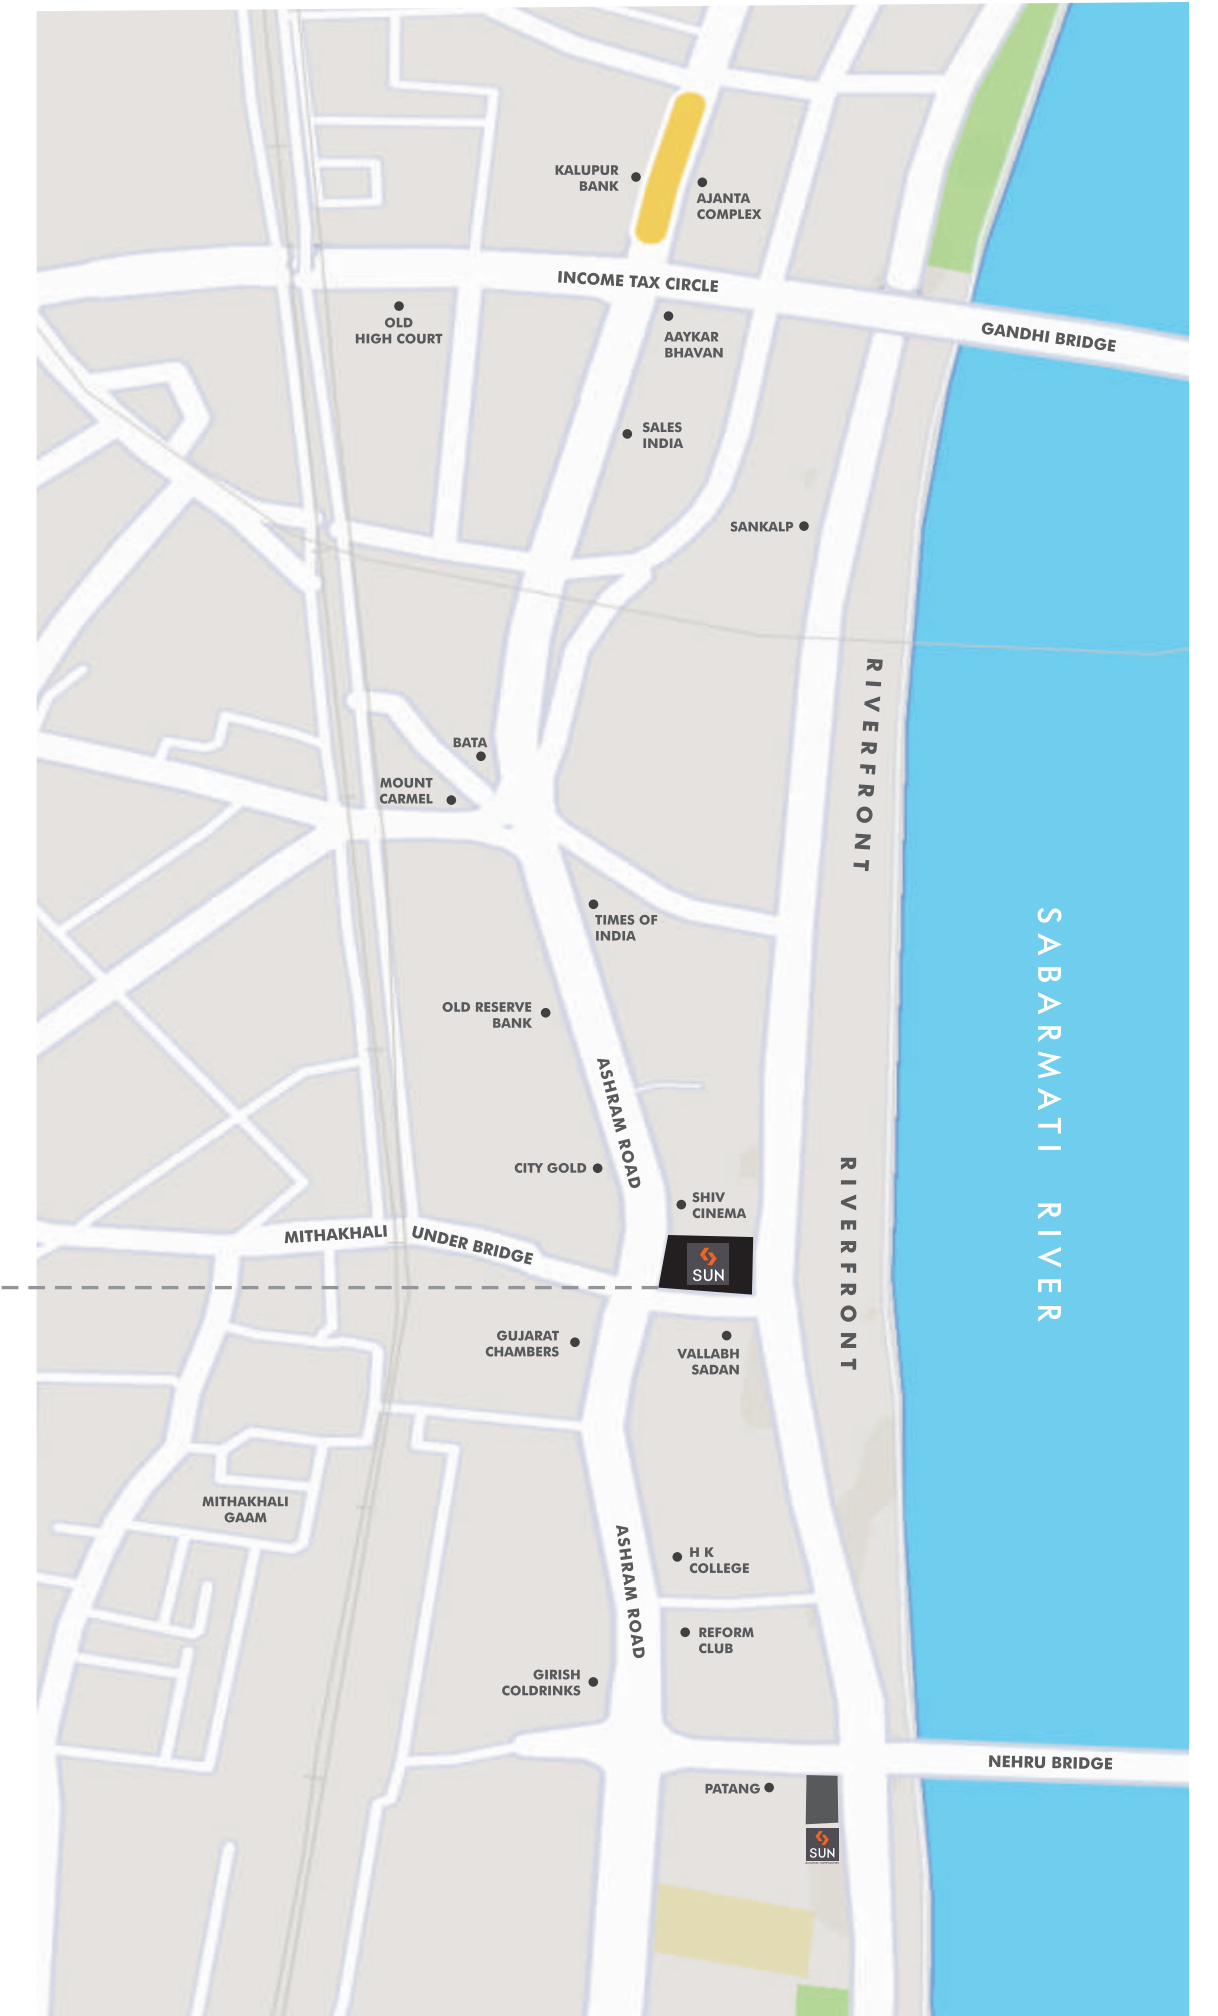 KALUPUR
BANK
AJANTA
COMPLEX
INCOME TAX CIRCLE
OLD
HIGH COURT
AAYKAR
BHAVAN
GANDHI BRIDGE
SALES
INDIA
SANKALP
RIVERFRONT
BATA
MOUNT
CARMEL
TIMES OF
INDIA
SABARMATI RIVER
OLD RESERVE
BANK
ASHRAM ROAD
CITY GOLD
SHIV
CINEMA
RIVERFRONT
MITHAKHALI UNDER BRIDGE
SUN
GUJARAT
CHAMBERS
VALLABH
SADAN
MITHAKHALI
GAAM
ASHRAM ROAD
H K
COLLEGE
REFORM
CLUB
GIRISH
COLDRINKS
NEHRU BRIDGE
PATANG
SUN